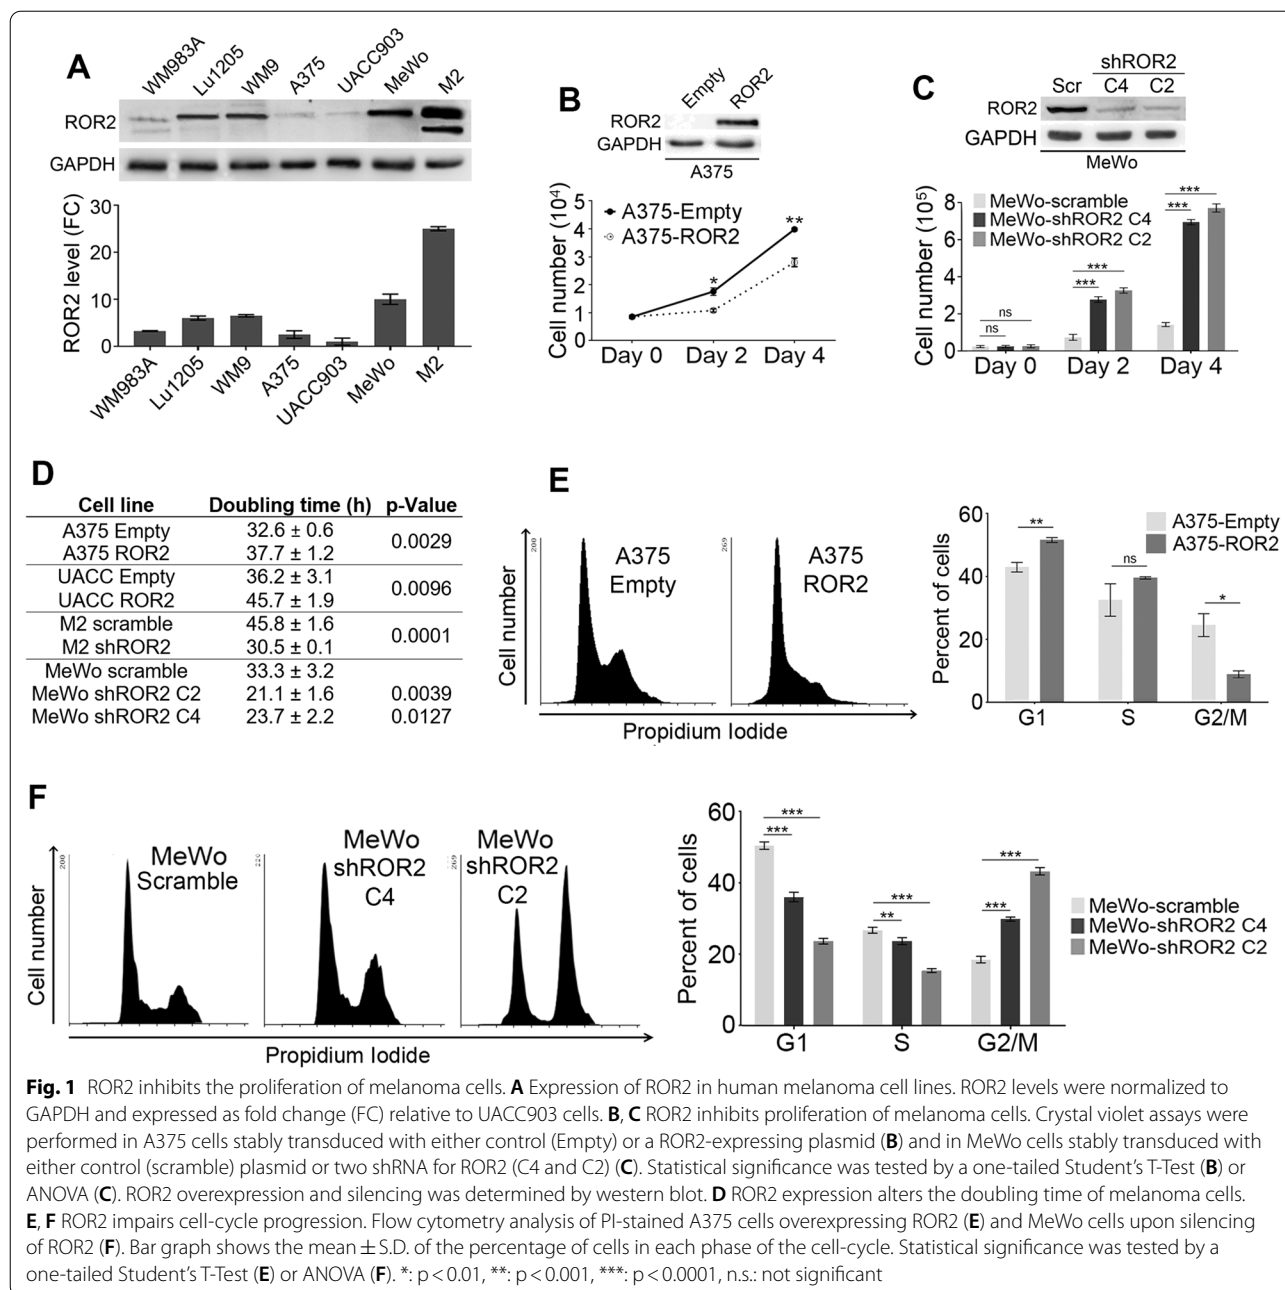 A
WM983A
Lu1205
WM9
A375
UACC903
MeWo
M2
ROR2
GAPDH
ROR2 level (FC)
30
20
10
0
WM983A
Lu1205
WM9
A375
UACC903
MeWo
M2
B
Empty
ROR2
ROR2
GAPDH
A375
Cell number (10⁴)
5
4
3
2
1
0
A375-Empty
A375-ROR2
*
**
Day 0 Day 2 Day 4
C
shROR2
Scr C4 C2
ROR2
GAPDH
MeWo
Cell number (10⁵)
8
6
4
2
0
MeWo-scramble
MeWo-shROR2 C4
MeWo-shROR2 C2
ns
ns
***
***
***
***
Day 0 Day 2 Day 4
D
Cell line Doubling time (h) p-Value
A375 Empty 32.6 ± 0.6
0.0029
A375 ROR2 37.7 ± 1.2
UACC Empty 36.2 ± 3.1
0.0096
UACC ROR2 45.7 ± 1.9
M2 scramble 45.8 ± 1.6
0.0001
M2 shROR2 30.5 ± 0.1
MeWo scramble 33.3 ± 3.2
MeWo shROR2 C2 21.1 ± 1.6 0.0039
MeWo shROR2 C4 23.7 ± 2.2 0.0127
E
Cell number
200
A375
Empty
269
A375
ROR2
Propidium Iodide
Percent of cells
60
40
20
0
A375-Empty
A375-ROR2
**
ns
*
G1 S G2/M
F
Cell number
200
MeWo
Scramble
220
MeWo
shROR2
C4
269
MeWo
shROR2
C2
Propidium Iodide
Percent of cells
60
40
20
0
***
***
***
**
***
***
MeWo-scramble
MeWo-shROR2 C4
MeWo-shROR2 C2
G1 S G2/M
Fig. 1 ROR2 inhibits the proliferation of melanoma cells. A Expression of ROR2 in human melanoma cell lines. ROR2 levels were normalized to
GAPDH and expressed as fold change (FC) relative to UACC903 cells. B, C ROR2 inhibits proliferation of melanoma cells. Crystal violet assays were
performed in A375 cells stably transduced with either control (Empty) or a ROR2-expressing plasmid (B) and in MeWo cells stably transduced with
either control (scramble) plasmid or two shRNA for ROR2 (C4 and C2) (C). Statistical significance was tested by a one-tailed Student's T-Test (B) or
ANOVA (C). ROR2 overexpression and silencing was determined by western blot. D ROR2 expression alters the doubling time of melanoma cells.
E, F ROR2 impairs cell-cycle progression. Flow cytometry analysis of PI-stained A375 cells overexpressing ROR2 (E) and MeWo cells upon silencing
of ROR2 (F). Bar graph shows the mean ± S.D. of the percentage of cells in each phase of the cell-cycle. Statistical significance was tested by a
one-tailed Student's T-Test (E) or ANOVA (F). *: p < 0.01, **: p < 0.001, ***: p < 0.0001, n.s.: not significant